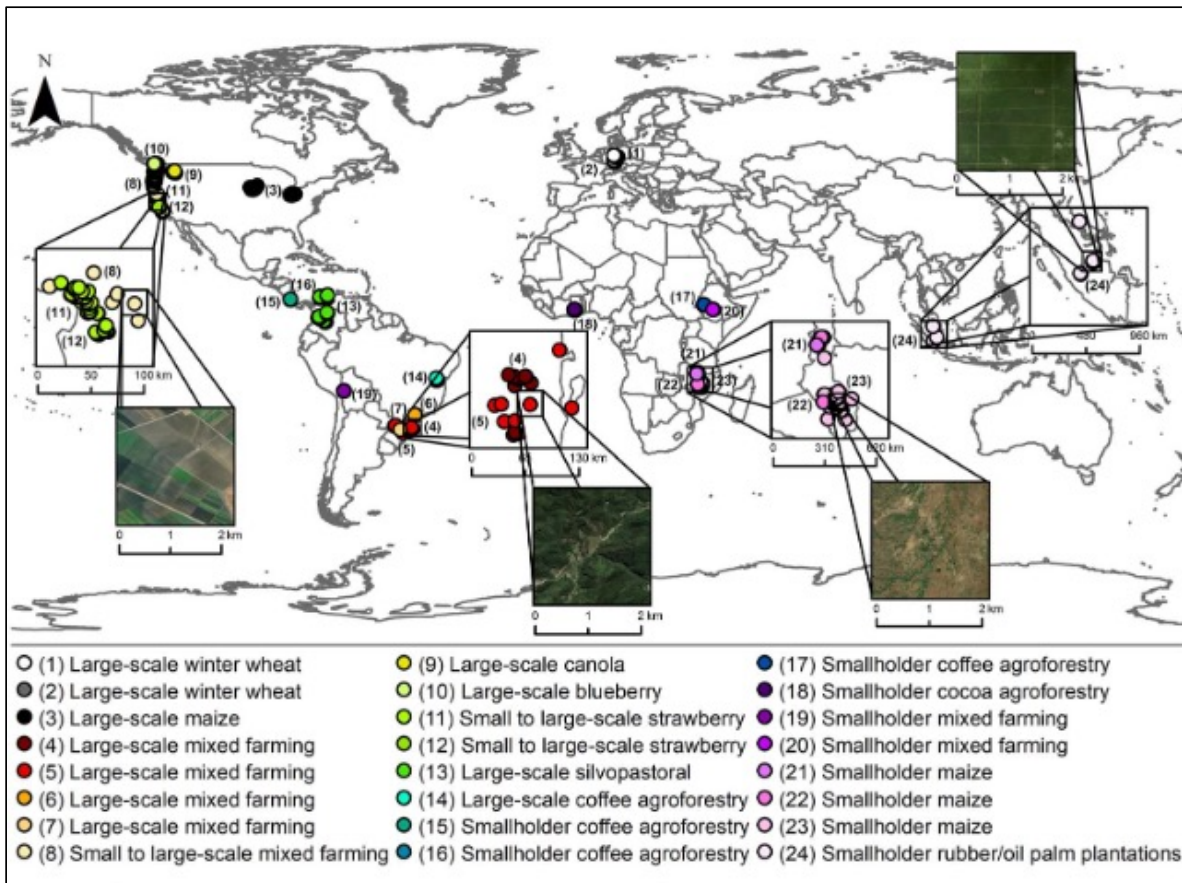 N
(10)
(9)
(8)
(11)
(12)
(3)
(1)
(2)
0 1 2 km
(16)
(15)
(13)
(17)
(20)
(18)
(24)
(8)
(11)
(12)
0 50 100 km
(14)
(19)
(7)
(6)
(4)
(5)
(4)
(5)
0 130 km
(21)
(22)
(23)
(21)
(23)
(22)
0 310 620 km
(24)
480 960 km
0 1 2 km
0 1 2 km
0 1 2 km
(1) Large-scale winter wheat
(2) Large-scale winter wheat
(3) Large-scale maize
(4) Large-scale mixed farming
(5) Large-scale mixed farming
(6) Large-scale mixed farming
(7) Large-scale mixed farming
(8) Small to large-scale mixed farming
(9) Large-scale canola
(10) Large-scale blueberry
(11) Small to large-scale strawberry
(12) Small to large-scale strawberry
(13) Large-scale silvopastoral
(14) Large-scale coffee agroforestry
(15) Smallholder coffee agroforestry
(16) Smallholder coffee agroforestry
(17) Smallholder coffee agroforestry
(18) Smallholder cocoa agroforestry
(19) Smallholder mixed farming
(20) Smallholder mixed farming
(21) Smallholder maize
(22) Smallholder maize
(23) Smallholder maize
(24) Smallholder rubber/oil palm plantations